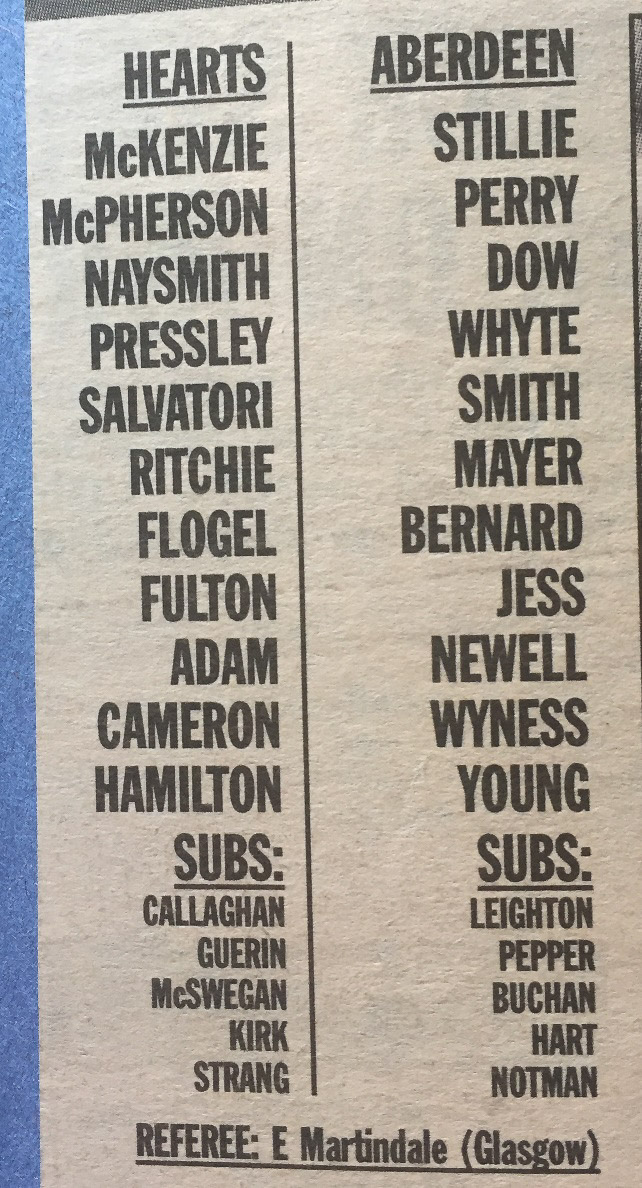 HEARTS
McKENZIE
McPHERSON
NAYSMITH
PRESSLEY
SALVATORI
RITCHIE
FLOGEL
FULTON
ADAM
CAMERON
HAMILTON
SUBS:
CALLAGHAN
GUERIN
McSWEGAN
KIRK
STRANG
ABERDEEN
STILLIE
PERRY
DOW
WHYTE
SMITH
MAYER
BERNARD
JESS
NEWELL
WYNESS
YOUNG
SUBS:
LEIGHTON
PEPPER
BUCHAN
HART
NOTMAN
REFEREE: E Martindale (Glasgow)